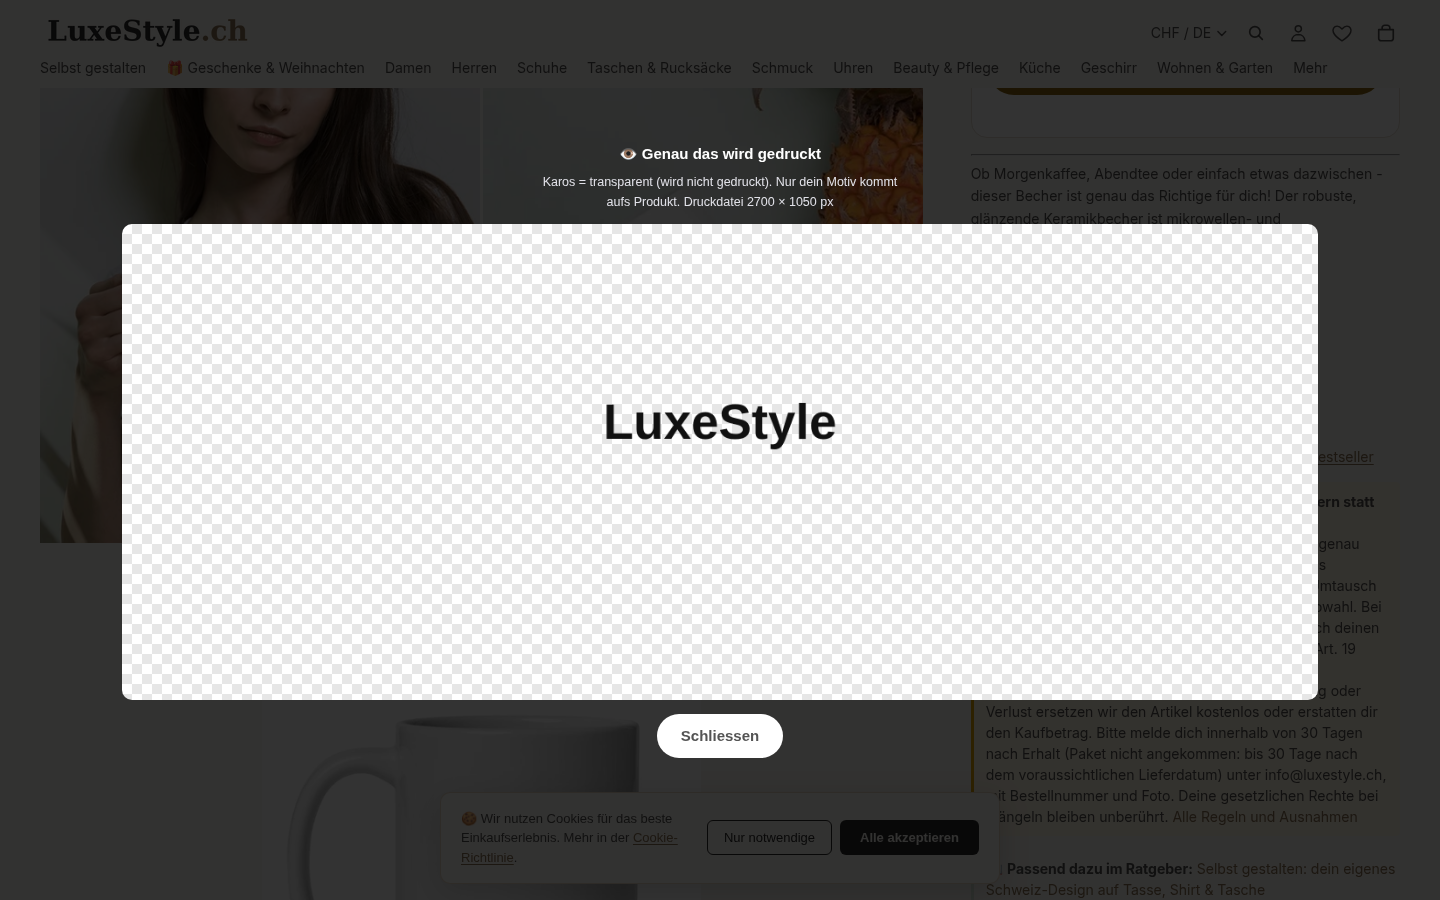 LuxeStyle.ch
CHF / DE
Selbst gestalten
🎁 Geschenke & Weihnachten
Damen
Herren
Schuhe
Taschen & Rucksäcke
Schmuck
Uhren
Beauty & Pflege
Küche
Geschirr
Wohnen & Garten
Mehr
👁️ Genau das wird gedruckt
Karos = transparent (wird nicht gedruckt). Nur dein Motiv kommt
aufs Produkt. Druckdatei 2700 × 1050 px
LuxeStyle
Schliessen
Ob Morgenkaffee, Abendtee oder einfach etwas dazwischen -
dieser Becher ist genau das Richtige für dich! Der robuste,
glänzende Keramikbecher ist mikrowellen- und
estseller
ern statt
genau
mtausch
Bei
deinen
Art. 19
oder
Verlust ersetzen wir den Artikel kostenlos oder erstatten dir
den Kaufbetrag. Bitte melde dich innerhalb von 30 Tagen
nach Erhalt (Paket nicht angekommen: bis 30 Tage nach
dem voraussichtlichen Lieferdatum) unter info@luxestyle.ch,
mit Bestellnummer und Foto. Deine gesetzlichen Rechte bei
Mängeln bleiben unberührt. Alle Regeln und Ausnahmen
Passend dazu im Ratgeber: Selbst gestalten: dein eigenes
Schweiz-Design auf Tasse, Shirt & Tasche
🍪 Wir nutzen Cookies für das beste
Einkaufserlebnis. Mehr in der Cookie-
Richtlinie.
Nur notwendige
Alle akzeptieren